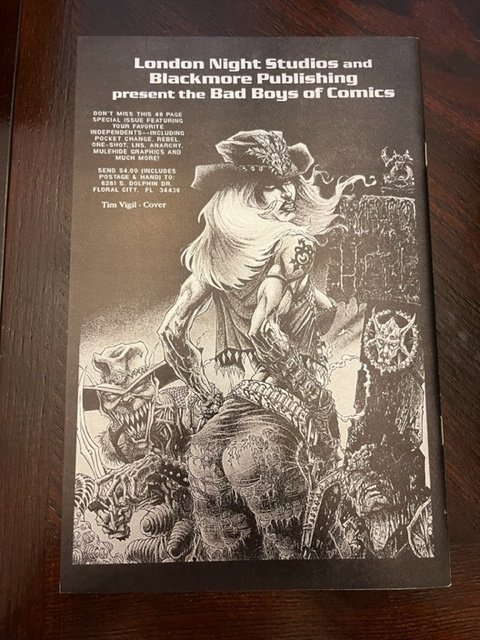 London Night Studios and
Blackmore Publishing
present the Bad Boys of Comics
DON'T MISS THIS 48 PAGE
SPECIAL ISSUE FEATURING
YOUR FAVORITE
INDEPENDENTS--INCLUDING
POCKET CHANGE, REBEL,
ONE-SHOT, LNS, ANARCHY,
MULEHIDE GRAPHICS AND
MUCH MORE!
SEND $4.00 (INCLUDES
POSTAGE & HAND) TO:
6281 S. DOLPHIN DR.
FLORAL CITY, FL 34436
Tim Vigil - Cover